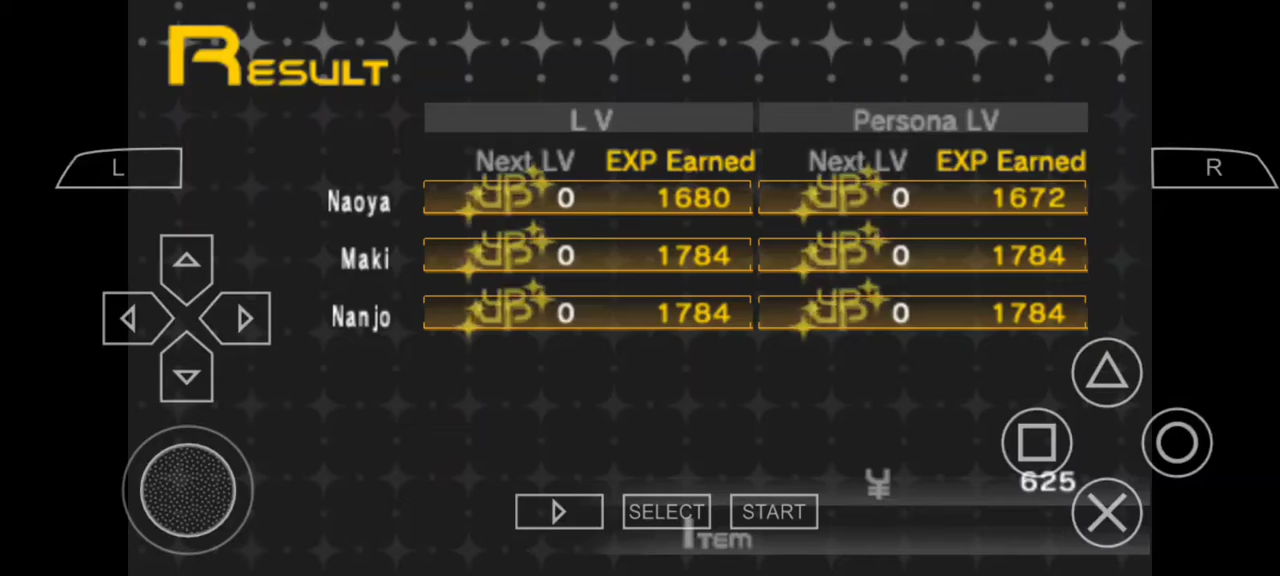 RESULT
LV Persona LV
Next LV EXP Earned Next LV EXP Earned
L R
Naoya UP 0 1680 UP 0 1672
Maki UP 0 1784 UP 0 1784
Nanjo UP 0 1784 UP 0 1784
¥ 625
SELECT START
ITEM